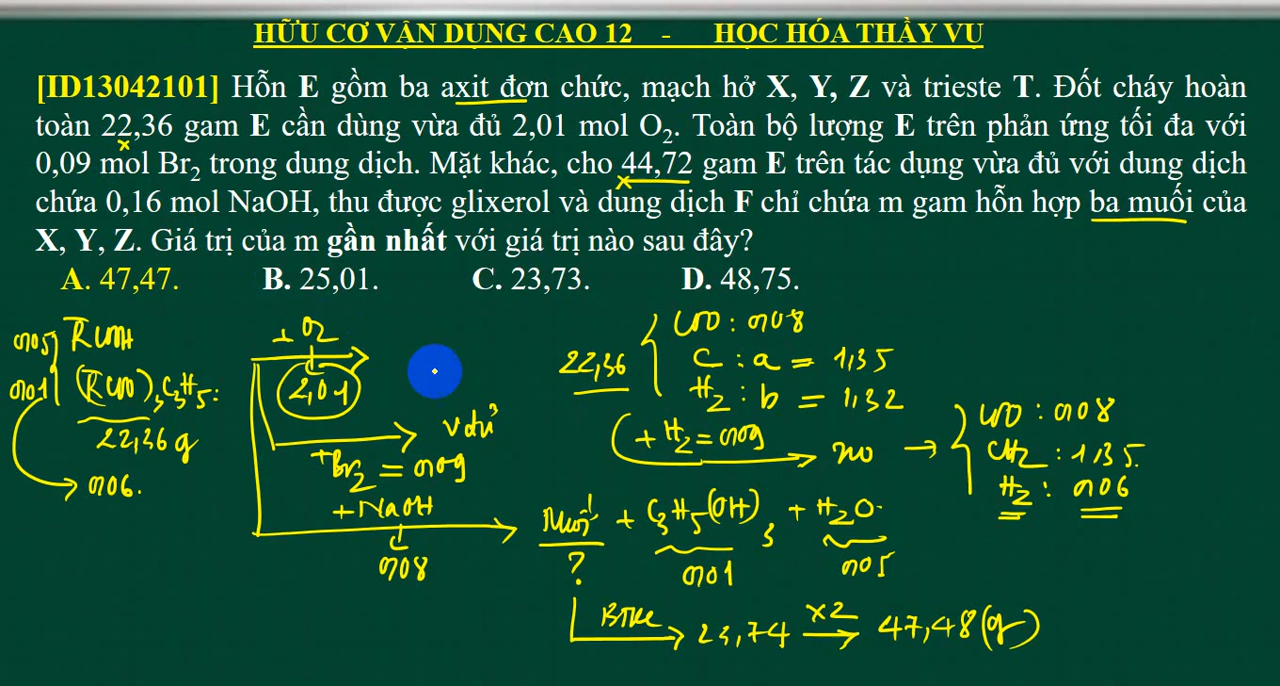 HỮU CƠ VẬN DỤNG CAO 12 - HỌC HÓA THẦY VỤ
[ID13042101] Hỗn E gồm ba axit đơn chức, mạch hở X, Y, Z và trieste T. Đốt cháy hoàn
toàn 22,36 gam E cần dùng vừa đủ 2,01 mol O₂. Toàn bộ lượng E trên phản ứng tối đa với
0,09 mol Br₂ trong dung dịch. Mặt khác, cho 44,72 gam E trên tác dụng vừa đủ với dung dịch
chứa 0,16 mol NaOH, thu được glixerol và dung dịch F chỉ chứa m gam hỗn hợp ba muối của
X, Y, Z. Giá trị của m gần nhất với giá trị nào sau đây?
A. 47,47. B. 25,01. C. 23,73. D. 48,75.
0,05 RCOOH
0,01 (RCOO)₃C₃H₅:
22,36 g
→ 0,06.
+ O₂
2,01
V đủ
+ Br₂ = 0,09
+ NaOH
0,08
22,36
COO : 0,08
C : a = 1,35
H₂ : b = 1,32
+ H₂ = 0,09 → no →
COO : 0,08
CH₂ : 1,35.
H₂ : 0,06
Muối + C₃H₅(OH)₃ + H₂O
? 0,01 0,05
BTKL → 23,74 ×2 → 47,48 (g)